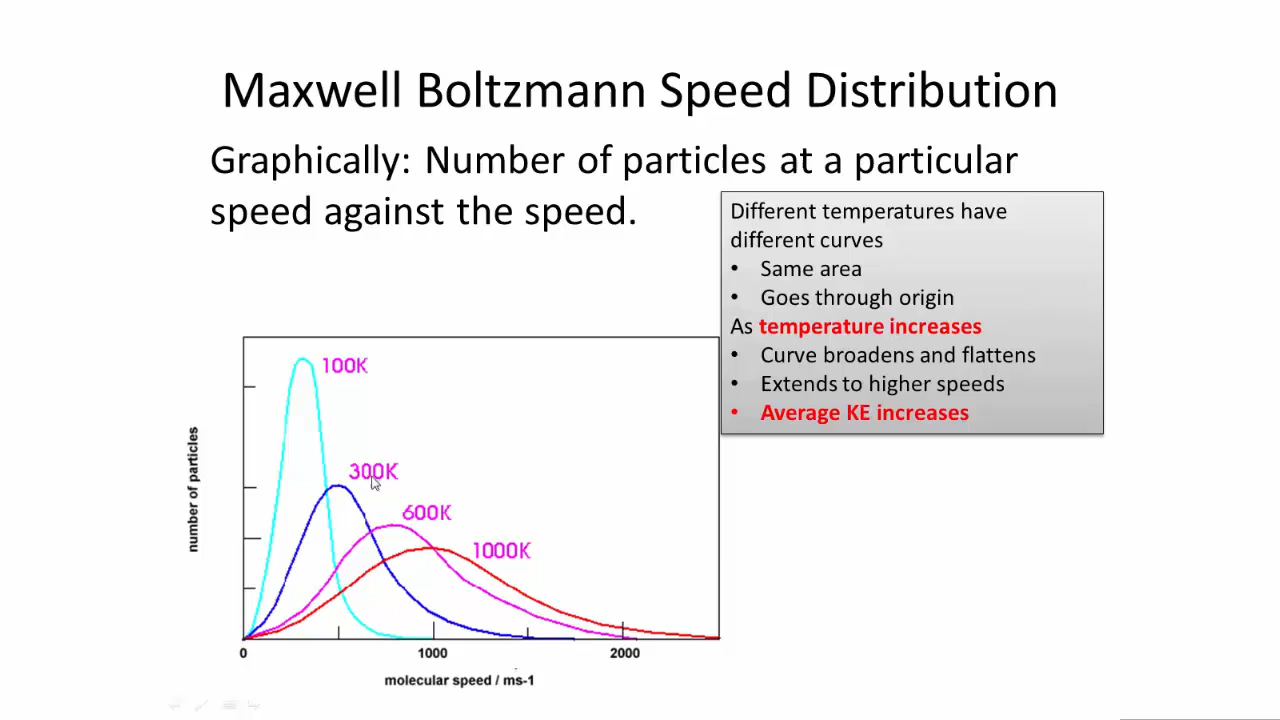 Maxwell Boltzmann Speed Distribution
Graphically: Number of particles at a particular
speed against the speed.
Different temperatures have
different curves
• Same area
• Goes through origin
As temperature increases
• Curve broadens and flattens
• Extends to higher speeds
• Average KE increases
100K
300K
600K
1000K
number of particles
0 1000 2000
molecular speed / ms-1